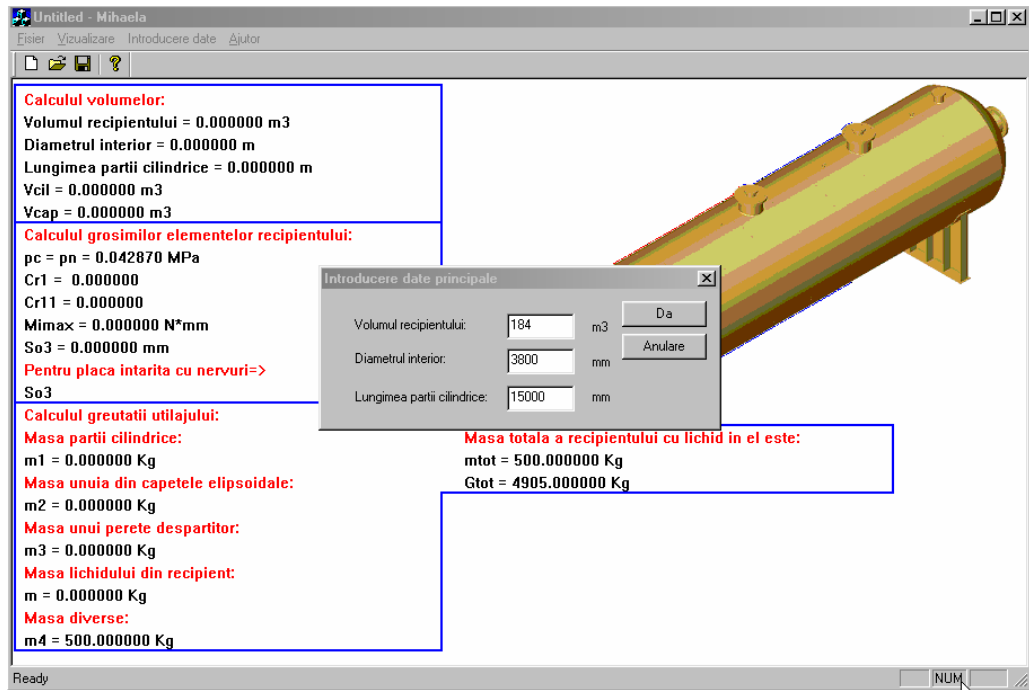 Untitled - Mihaela
Fisier Vizualizare Introducere date Ajutor
Calculul volumelor:
Volumul recipientului = 0.000000 m3
Diametrul interior = 0.000000 m
Lungimea partii cilindrice = 0.000000 m
Vcil = 0.000000 m3
Vcap = 0.000000 m3
Calculul grosimilor elementelor recipientului:
pc = pn = 0.042870 MPa
Cr1 = 0.000000
Cr11 = 0.000000
Mimax = 0.000000 N*mm
So3 = 0.000000 mm
Pentru placa intarita cu nervuri=>
So3
Calculul greutatii utilajului:
Masa partii cilindrice:
m1 = 0.000000 Kg
Masa unuia din capetele elipsoidale:
m2 = 0.000000 Kg
Masa unui perete despartitor:
m3 = 0.000000 Kg
Masa lichidului din recipient:
m = 0.000000 Kg
Masa diverse:
m4 = 500.000000 Kg
Introducere date principale
Volumul recipientului: 184 m3
Diametrul interior: 3800 mm
Lungimea partii cilindrice: 15000 mm
Da
Anulare
Masa totala a recipientului cu lichid in el este:
mtot = 500.000000 Kg
Gtot = 4905.000000 Kg
Ready
NUM